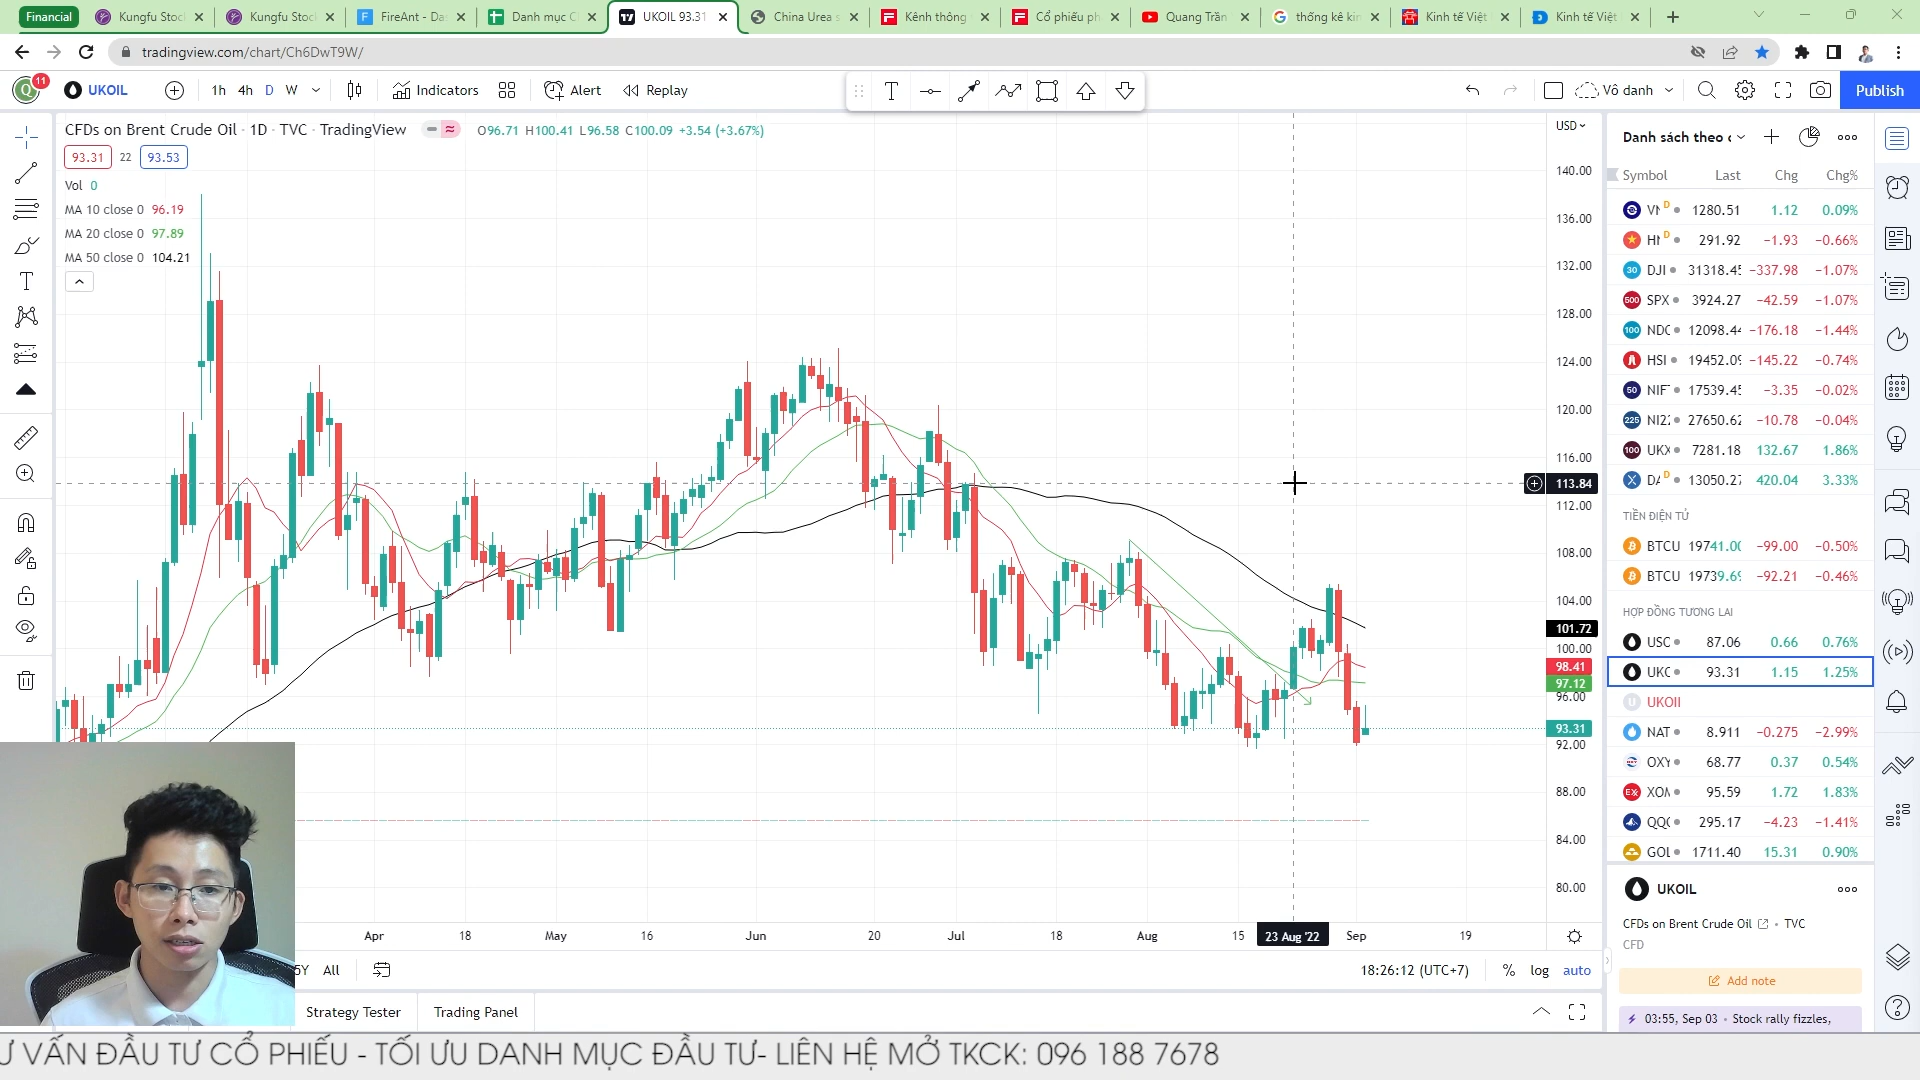 Financial
Kungfu Stoc
Kungfu Stoc
FireAnt - Da
Danh mục C
UKOIL 93.31
China Urea s
Kênh thông
Cổ phiếu ph
Quang Trần
thống kê kin
Kinh tế Việt
Kinh tế Việt
tradingview.com/chart/Ch6DwT9W/
11
UKOIL
1h 4h D W
Indicators
Alert
Replay
T
Vô danh
Publish
CFDs on Brent Crude Oil · 1D · TVC · TradingView
O96.71 H100.41 L96.58 C100.09 +3.54 (+3.67%)
93.31 22 93.53
Vol 0
MA 10 close 0 96.19
MA 20 close 0 97.89
MA 50 close 0 104.21
USD
140.00
136.00
132.00
128.00
124.00
120.00
116.00
113.84
112.00
108.00
104.00
101.72
100.00
98.41
97.12
96.00
93.31
92.00
88.00
84.00
80.00
Apr 18 May 16 Jun 20 Jul 18 Aug 15 23 Aug '22 Sep 19
5Y All
18:26:12 (UTC+7) % log auto
Strategy Tester Trading Panel
Danh sách theo
Symbol Last Chg Chg%
VN D 1280.51 1.12 0.09%
D 291.92 −1.93 −0.66%
DJI 31318.45 −337.98 −1.07%
SPX 3924.27 −42.59 −1.07%
12098.44 −176.18 −1.44%
HSI 19452.09 −145.22 −0.74%
17539.45 −3.35 −0.02%
NI22 27650.62 −10.78 −0.04%
UKX 7281.18 132.67 1.86%
D 13050.27 420.04 3.33%
TIỀN ĐIỆN TỬ
BTCU 19741.00 −99.00 −0.50%
BTCU 19739.69 −92.21 −0.46%
HỢP ĐỒNG TƯƠNG LAI
87.06 0.66 0.76%
93.31 1.15 1.25%
UKOII
NAT 8.911 −0.275 −2.99%
OXY 68.77 0.37 0.54%
95.59 1.72 1.83%
295.17 −4.23 −1.41%
GOL 1711.40 15.31 0.90%
UKOIL
CFDs on Brent Crude Oil • TVC
CFD
Add note
03:55, Sep 03 • Stock rally fizzles,
Ư VẤN ĐẦU TƯ CỔ PHIẾU - TỐI ƯU DANH MỤC ĐẦU TƯ- LIÊN HỆ MỞ TKCK: 096 188 7678